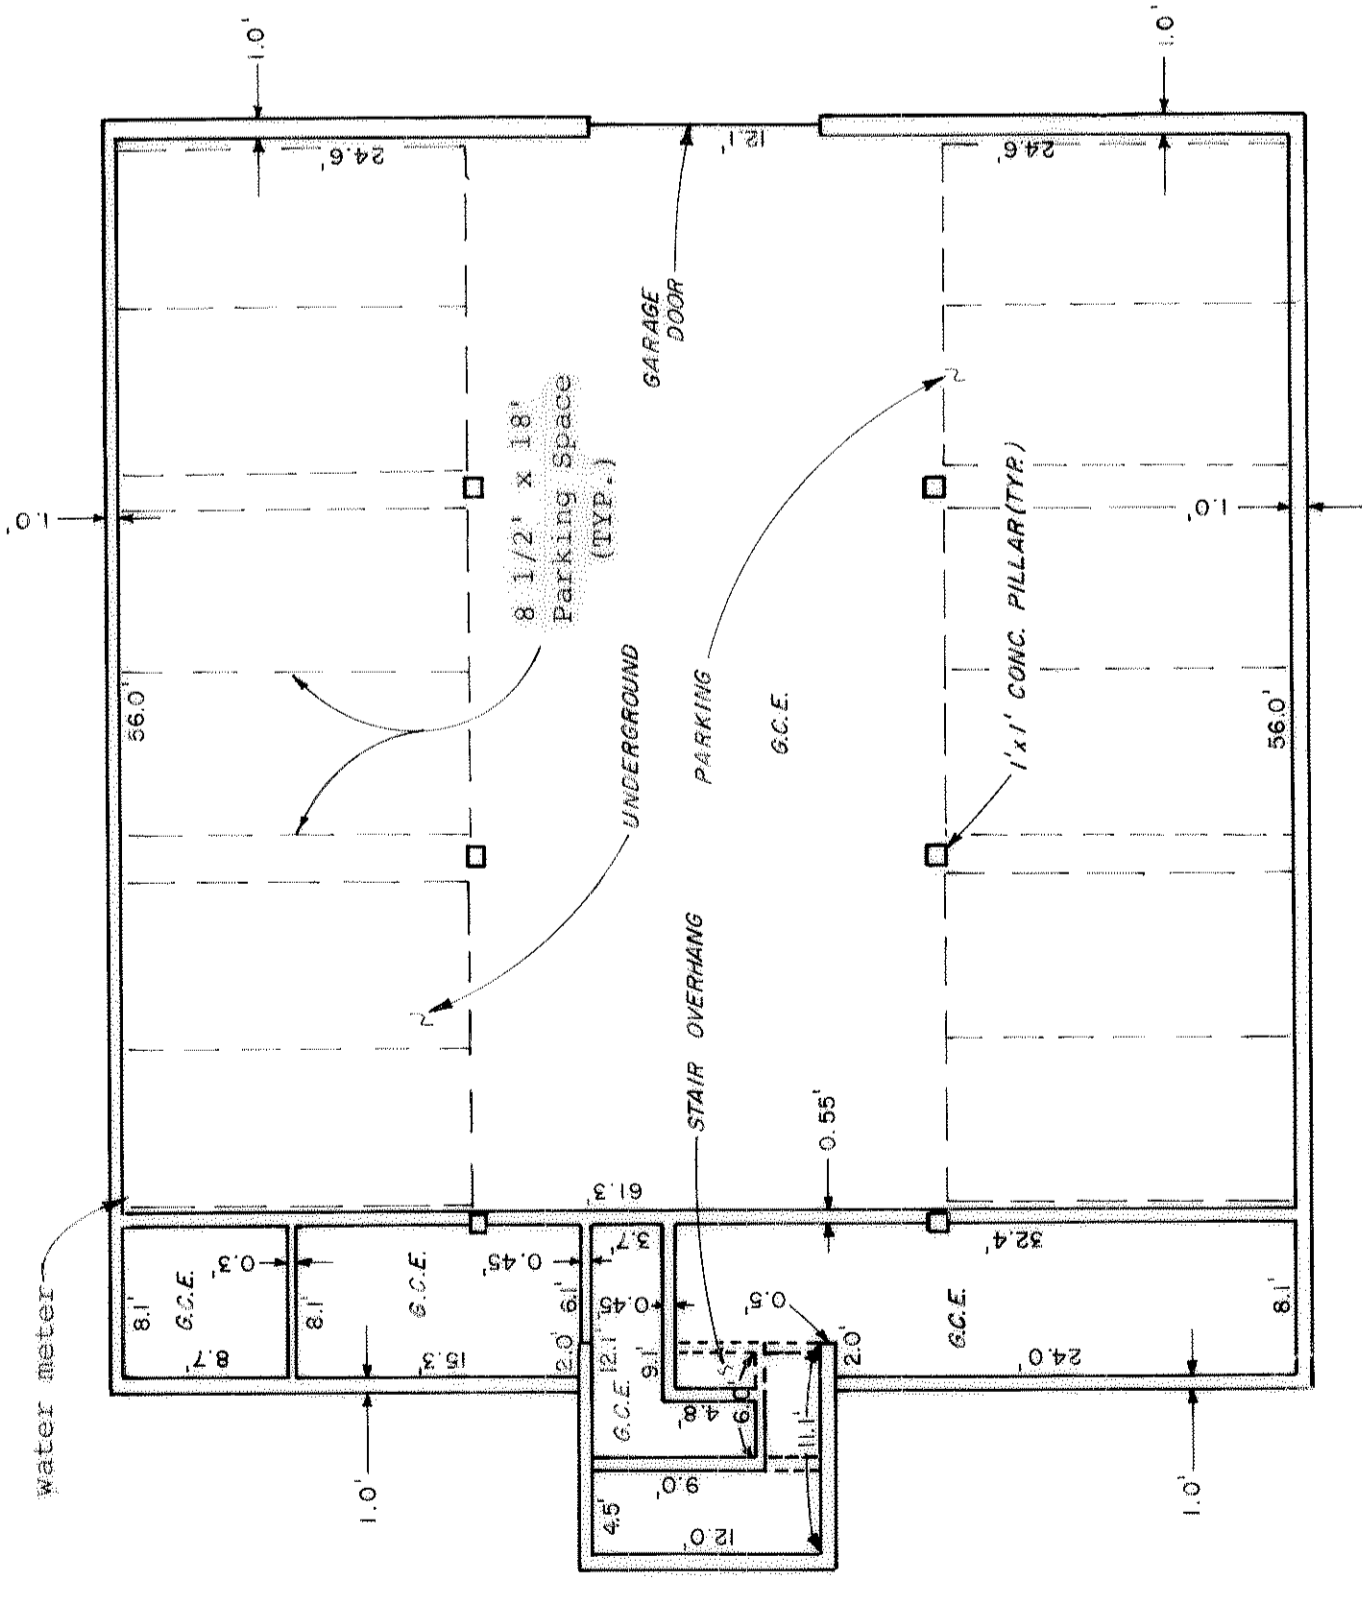 1.0'
1.0'
24.6'
12.1'
24.6'
GARAGE
DOOR
8 1/2' x 18'
Parking Space
(TYP.)
1.0'
1.0'
1'x1' CONC. PILLAR(TYP.)
56.0'
UNDERGROUND
PARKING
G.C.E.
56.0'
STAIR OVERHANG
0.55'
61.3'
water meter
8.1'
G.C.E.
8.7'
0.3'
8.1'
G.C.E.
15.3'
0.45'
6.1'
2.0'
3.7'
0.45'
12.1'
9.1'
G.C.E.
4.8'
6.0'
0.5'
2.0'
11.1'
32.4'
G.C.E.
24.0'
8.1'
4.5'
9.0'
12.0'
1.0'
1.0'